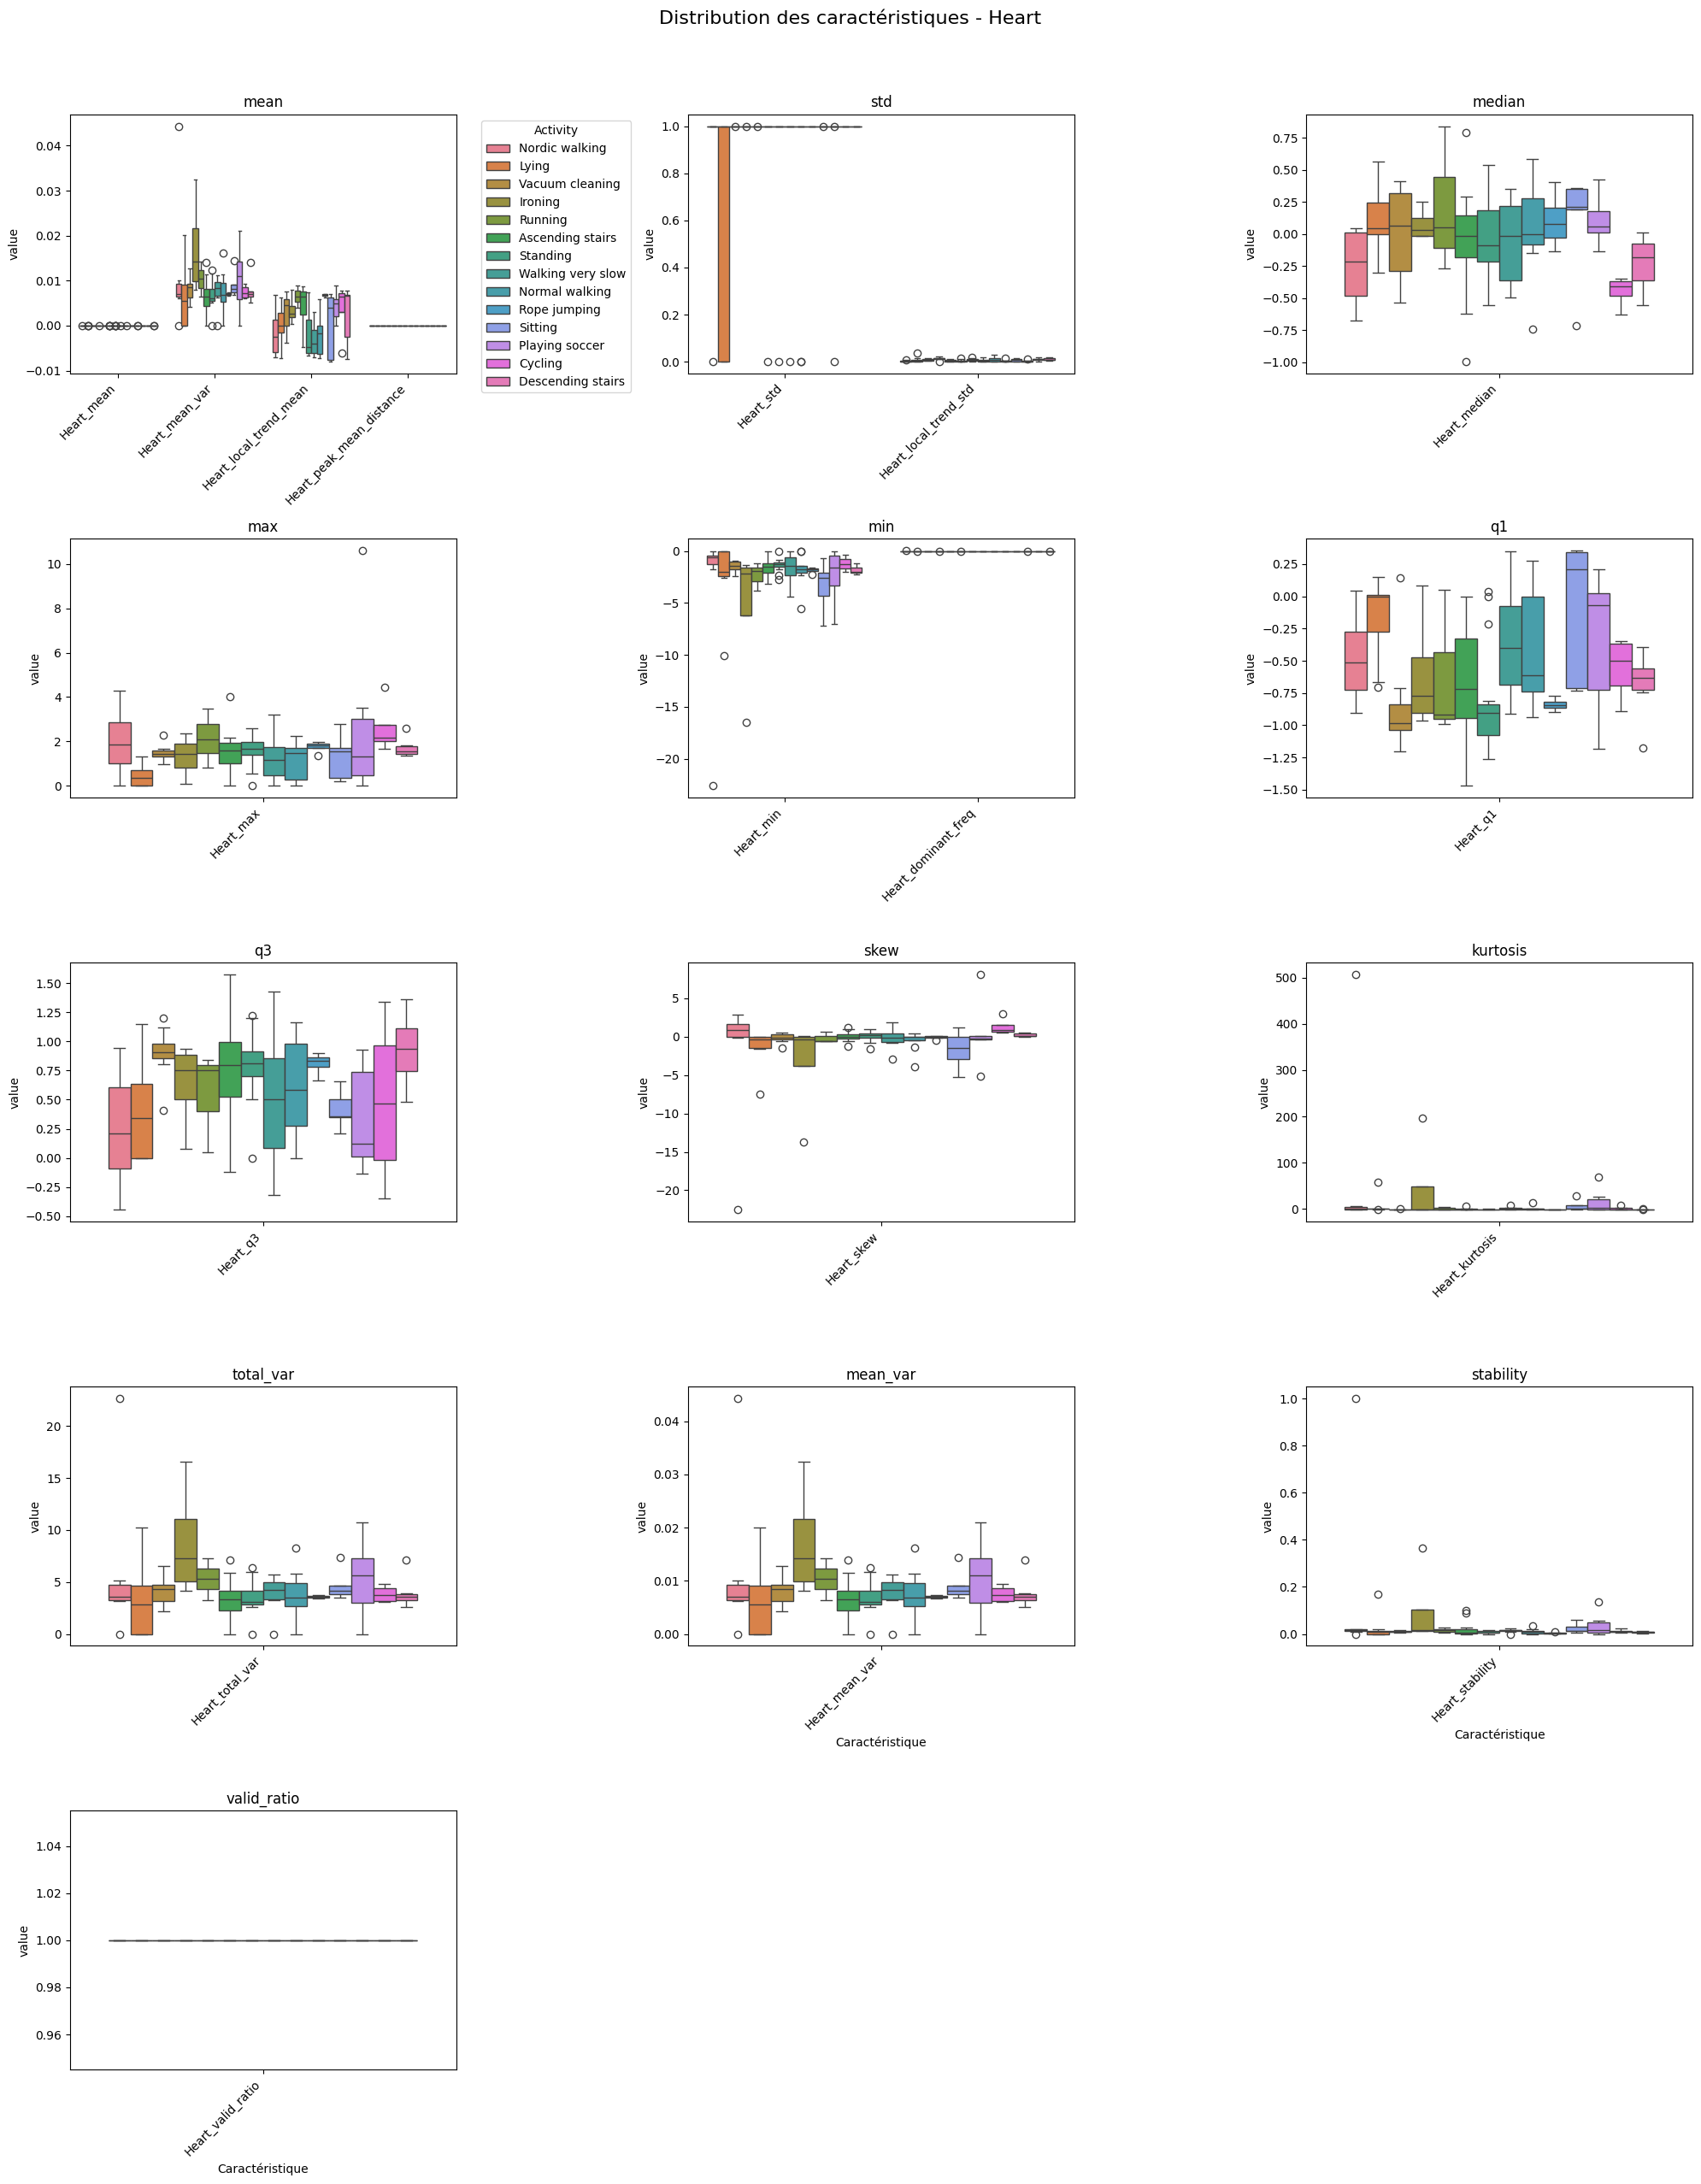 Distribution des caractéristiques - Heart
mean
value
0.04
0.03
0.02
0.01
0.00
−0.01
Heart_mean
Heart_mean_var
Heart_local_trend_mean
Heart_peak_mean_distance
Activity
Nordic walking
Lying
Vacuum cleaning
Ironing
Running
Ascending stairs
Standing
Walking very slow
Normal walking
Rope jumping
Sitting
Playing soccer
Cycling
Descending stairs
std
value
1.0
0.8
0.6
0.4
0.2
0.0
Heart_std
Heart_local_trend_std
median
value
0.75
0.50
0.25
0.00
−0.25
−0.50
−0.75
−1.00
Heart_median
max
value
10
8
6
4
2
0
Heart_max
min
value
0
−5
−10
−15
−20
Heart_min
Heart_dominant_freq
q1
value
0.25
0.00
−0.25
−0.50
−0.75
−1.00
−1.25
−1.50
Heart_q1
q3
value
1.50
1.25
1.00
0.75
0.50
0.25
0.00
−0.25
−0.50
Heart_q3
skew
value
5
0
−5
−10
−15
−20
Heart_skew
kurtosis
value
500
400
300
200
100
0
Heart_kurtosis
total_var
value
20
15
10
5
0
Heart_total_var
mean_var
value
0.04
0.03
0.02
0.01
0.00
Heart_mean_var
Caractéristique
stability
value
1.0
0.8
0.6
0.4
0.2
0.0
Heart_stability
Caractéristique
valid_ratio
value
1.04
1.02
1.00
0.98
0.96
Heart_valid_ratio
Caractéristique